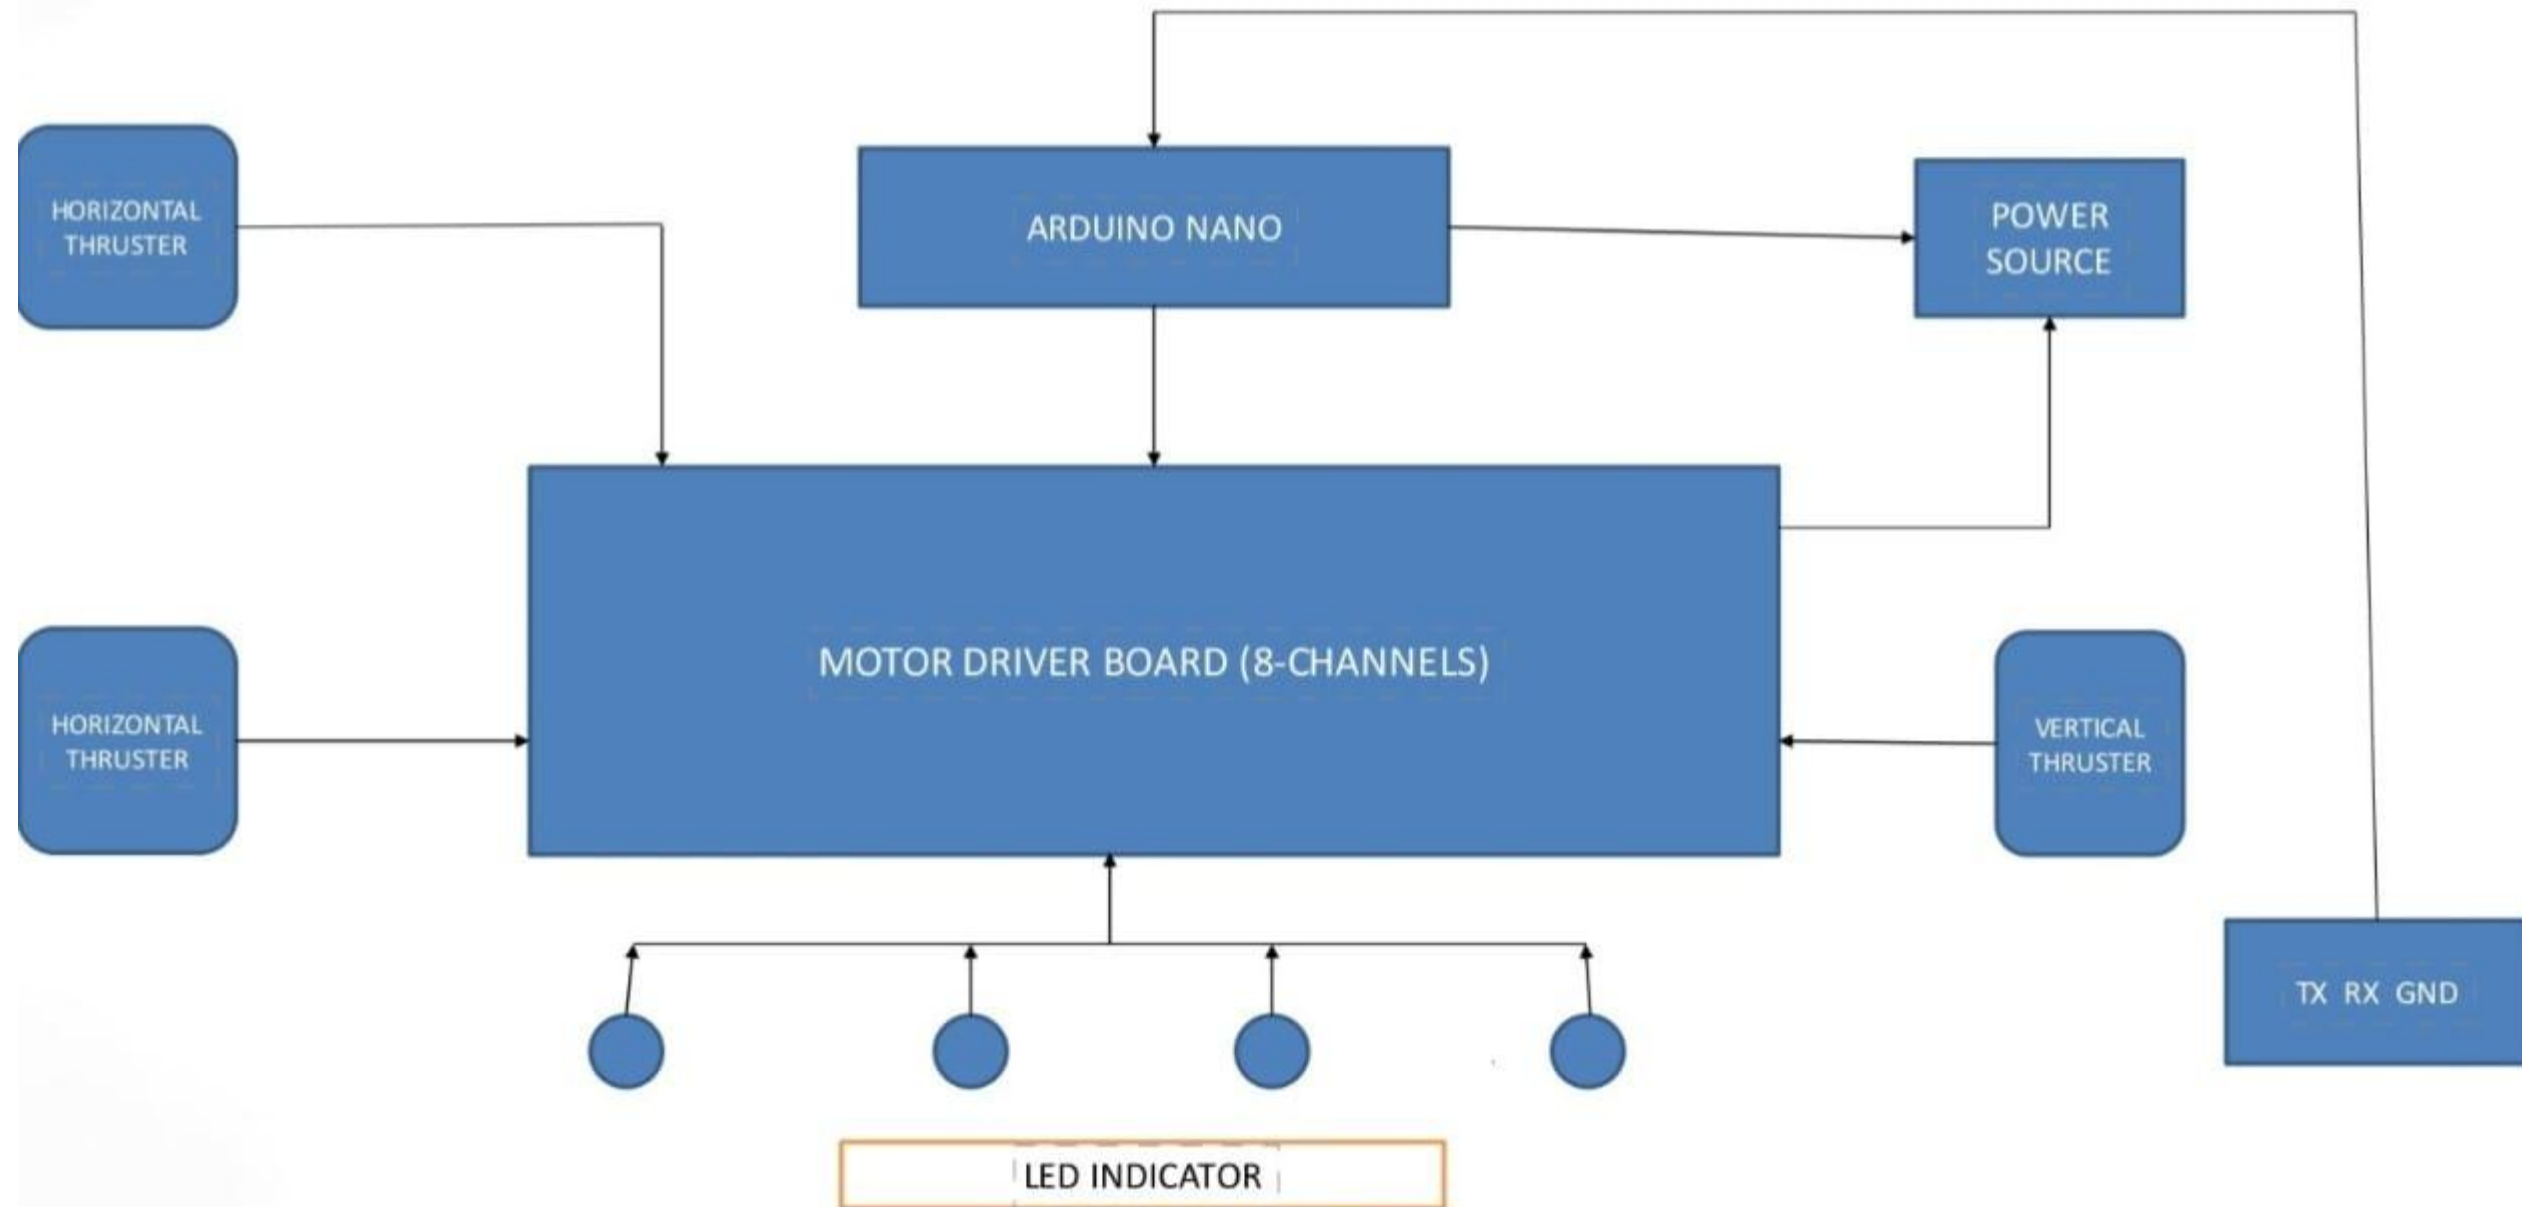 HORIZONTAL
THRUSTER
ARDUINO NANO
POWER
SOURCE
MOTOR DRIVER BOARD (8-CHANNELS)
HORIZONTAL
THRUSTER
VERTICAL
THRUSTER
TX RX GND
LED INDICATOR